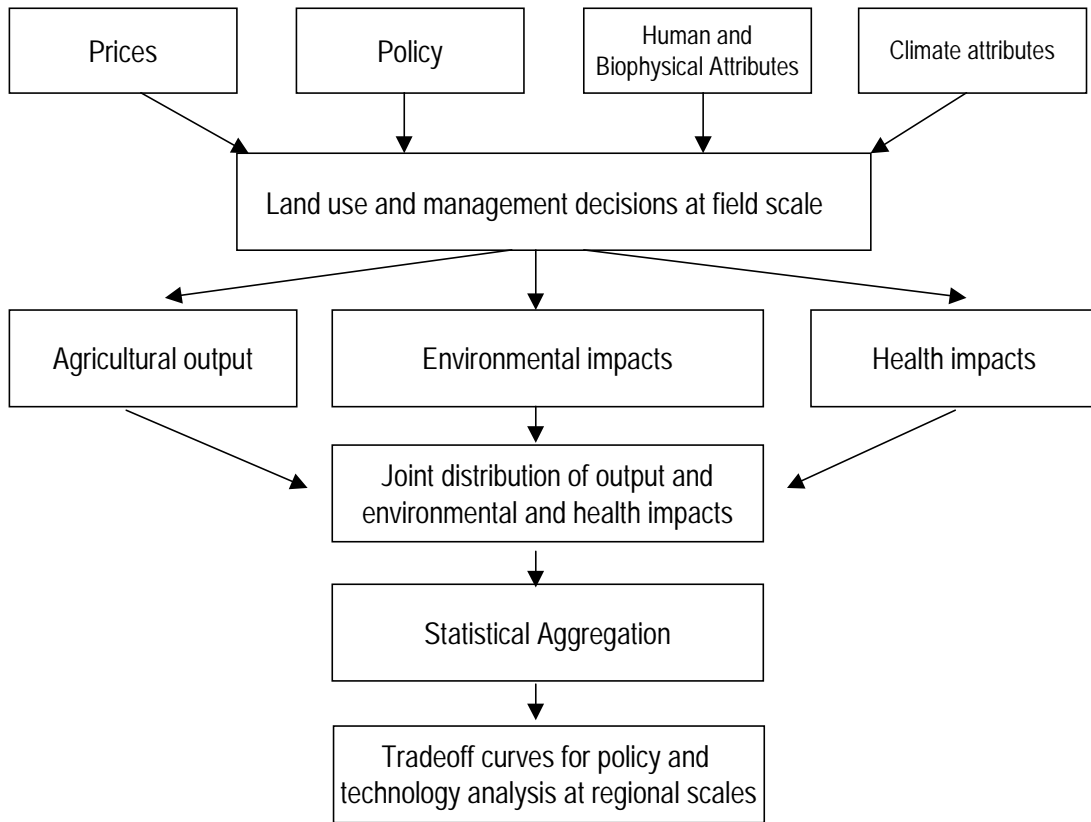 Prices
Policy
Human and
Biophysical Attributes
Climate attributes
Land use and management decisions at field scale
Agricultural output
Environmental impacts
Health impacts
Joint distribution of output and
environmental and health impacts
Statistical Aggregation
Tradeoff curves for policy and
technology analysis at regional scales